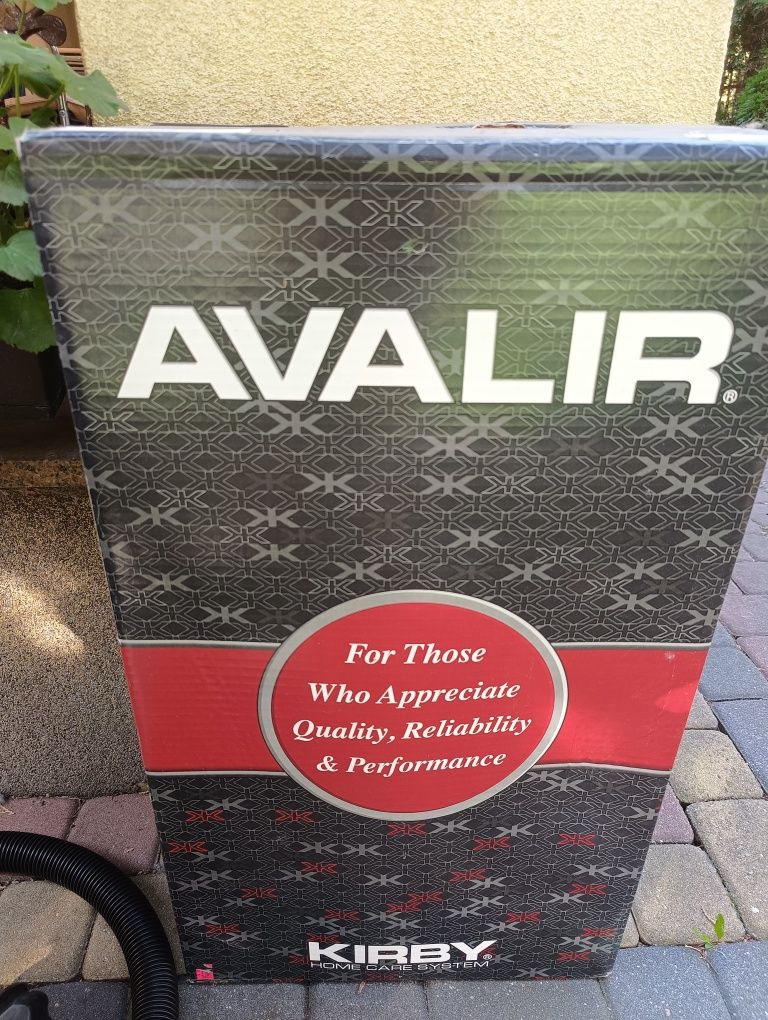 AVALIR®
For Those
Who Appreciate
Quality, Reliability
& Performance
KIRBY®
HOME CARE SYSTEM